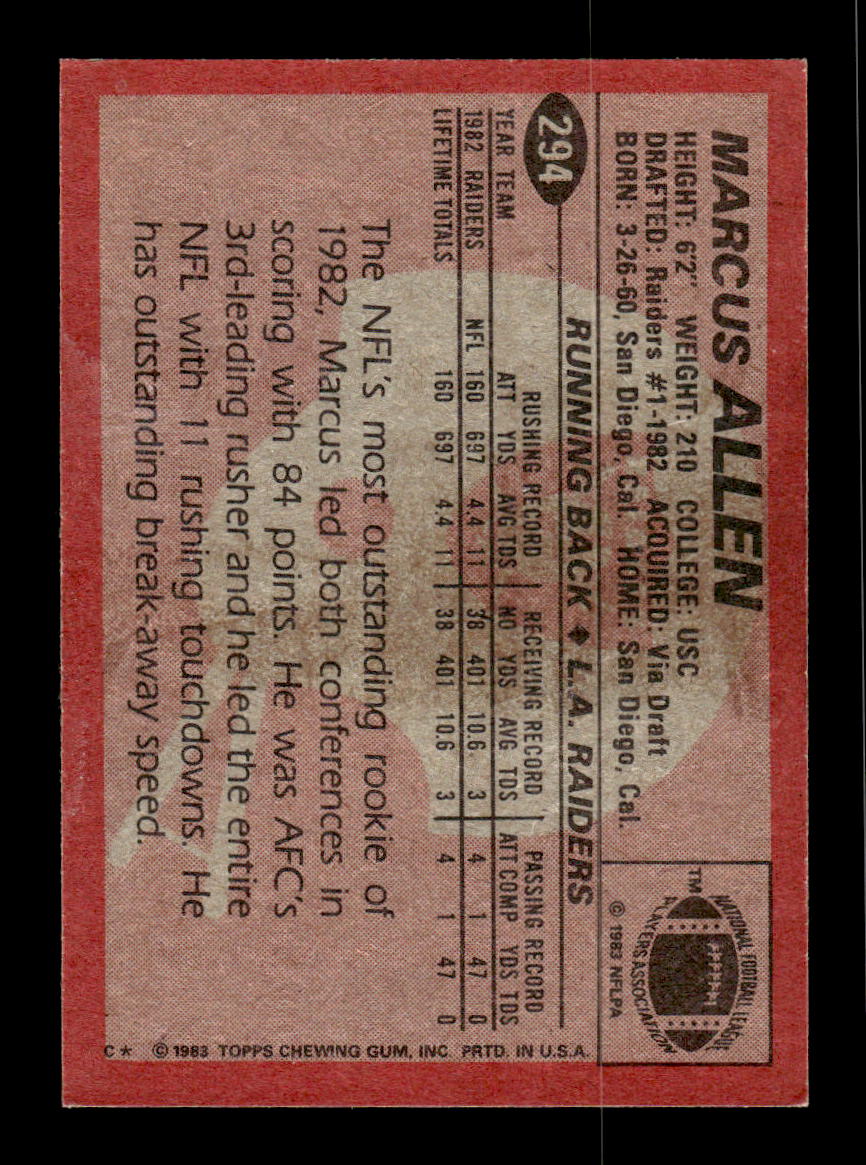 MARCUS ALLEN
HEIGHT: 6'2" WEIGHT: 210 COLLEGE: USC
DRAFTED: Raiders #1-1982 ACQUIRED: Via Draft
BORN: 3-26-60, San Diego, Cal. HOME: San Diego, Cal.
NATIONAL FOOTBALL LEAGUE
PLAYERS ASSOCIATION
TM
© 1983 NFLPA
294
RUNNING BACK ♦ L.A. RAIDERS
RUSHING RECORD RECEIVING RECORD PASSING RECORD
YEAR TEAM ATT YDS AVG TDS NO YDS AVG TDS ATT COMP YDS TDS
1982 RAIDERS NFL 160 697 4.4 11 38 401 10.6 3 4 1 47 0
LIFETIME TOTALS 160 697 4.4 11 38 401 10.6 3 4 1 47 0
The NFL's most outstanding rookie of
1982, Marcus led both conferences in
scoring with 84 points. He was AFC's
3rd-leading rusher and he led the entire
NFL with 11 rushing touchdowns. He
has outstanding break-away speed.
C* © 1983 TOPPS CHEWING GUM, INC. PRTD. IN U.S.A.